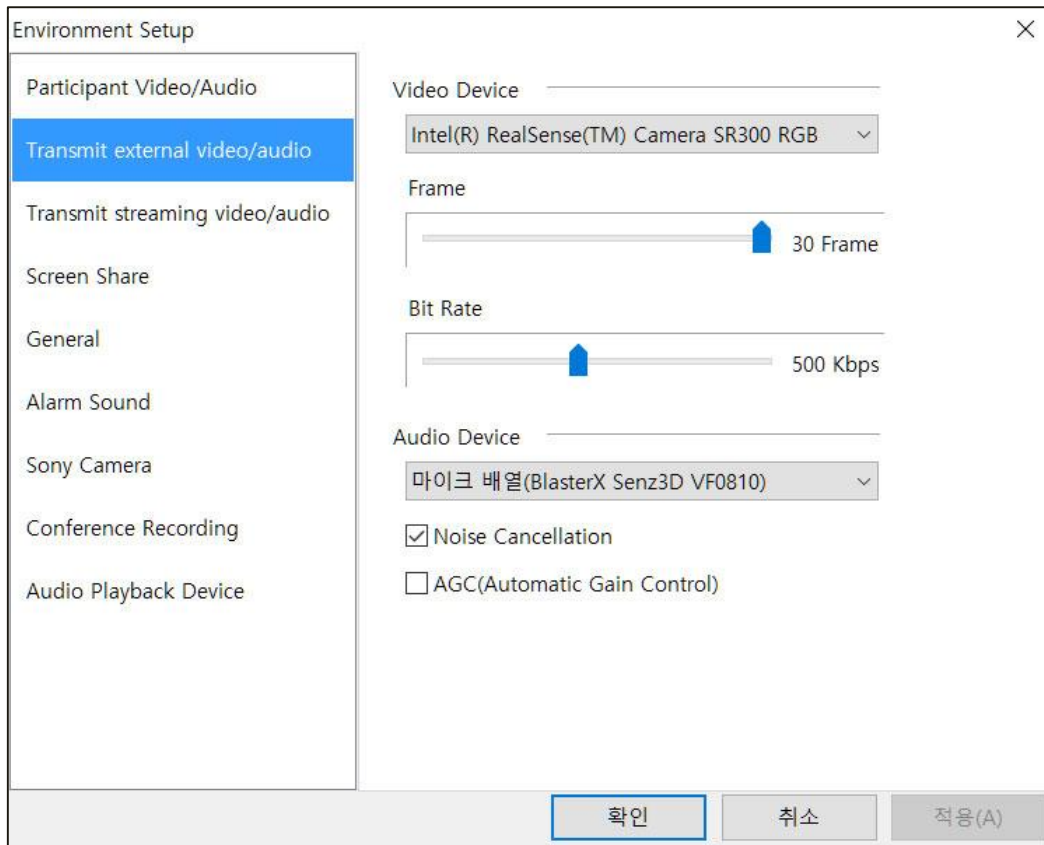 Environment Setup
Participant Video/Audio
Transmit external video/audio
Transmit streaming video/audio
Screen Share
General
Alarm Sound
Sony Camera
Conference Recording
Audio Playback Device
Video Device
Intel(R) RealSense(TM) Camera SR300 RGB
Frame
30 Frame
Bit Rate
500 Kbps
Audio Device
마이크 배열(BlasterX Senz3D VF0810)
Noise Cancellation
AGC(Automatic Gain Control)
확인
취소
적용(A)